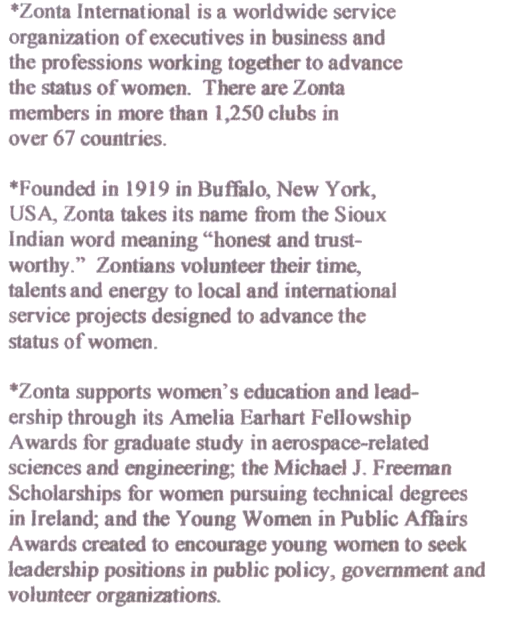 *Zonta International is a worldwide service
organization of executives in business and
the professions working together to advance
the status of women. There are Zonta
members in more than 1,250 clubs in
over 67 countries.
*Founded in 1919 in Buffalo, New York,
USA, Zonta takes its name from the Sioux
Indian word meaning “honest and trust-
worthy.” Zontians volunteer their time,
talents and energy to local and international
service projects designed to advance the
status of women.
*Zonta supports women’s education and lead-
ership through its Amelia Earhart Fellowship
Awards for graduate study in aerospace-related
sciences and engineering; the Michael J. Freeman
Scholarships for women pursuing technical degrees
in Ireland; and the Young Women in Public Affairs
Awards created to encourage young women to seek
leadership positions in public policy, government and
volunteer organizations.